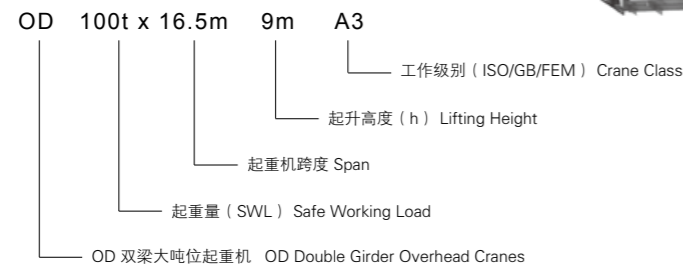 OD 100t x 16.5m 9m A3
工作级别（ISO/GB/FEM） Crane Class
起升高度（h） Lifting Height
起重机跨度 Span
起重量（SWL） Safe Working Load
OD 双梁大吨位起重机 OD Double Girder Overhead Cranes